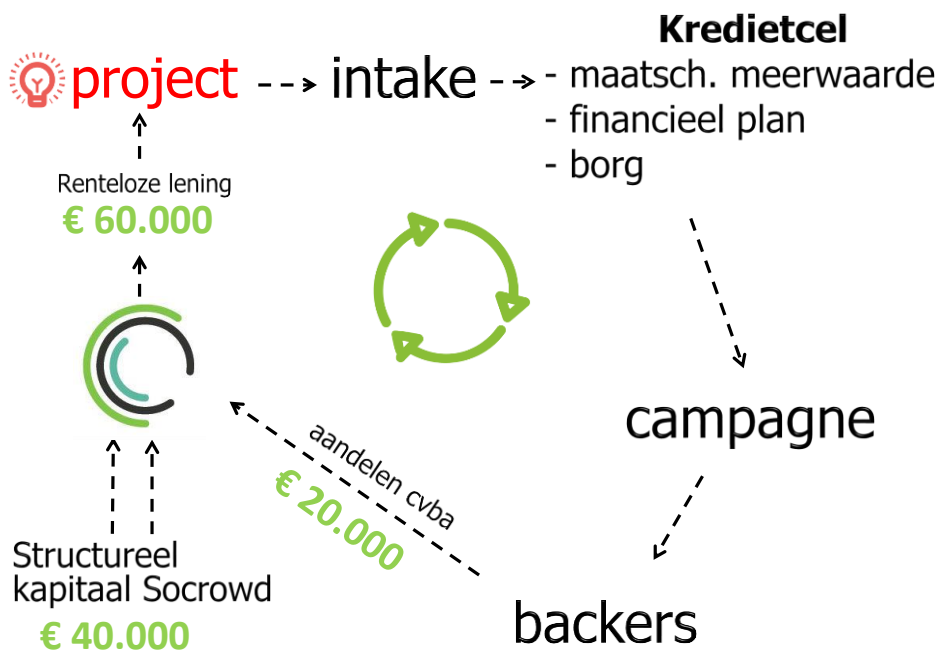 project
intake
Kredietcel
- maatsch. meerwaarde
- financieel plan
- borg
campagne
backers
aandelen cvba
€ 20.000
Structureel
kapitaal Socrowd
€ 40.000
Renteloze lening
€ 60.000